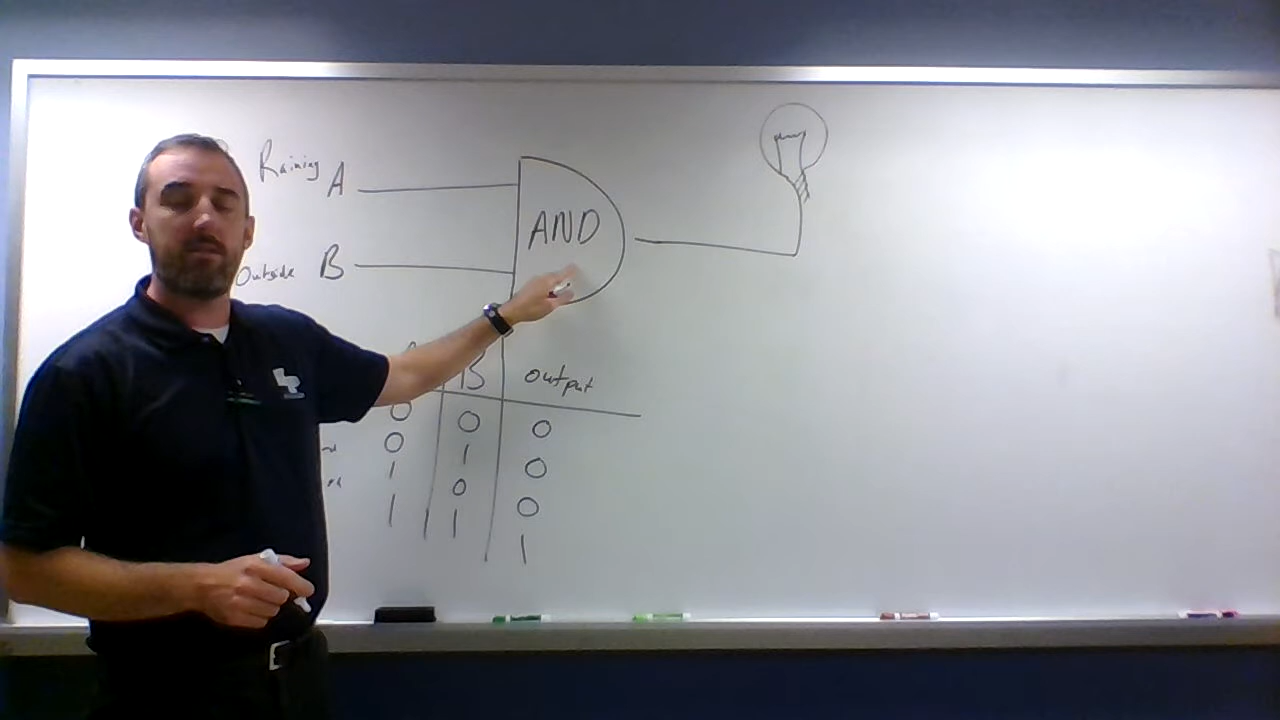 Raining A
AND
Outside B
B output
0 0 0
0 1 0
1 0 0
1 1 1